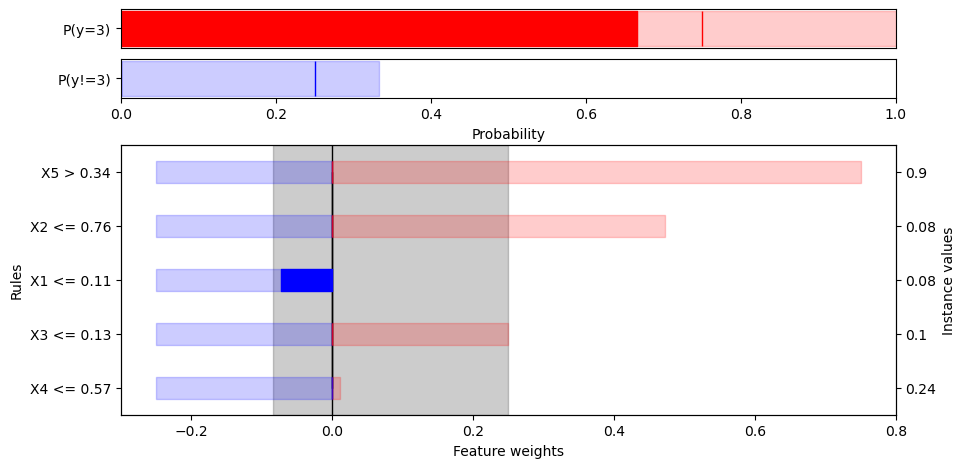 P(y=3)
P(y!=3)
0.0 0.2 0.4 0.6 0.8 1.0
Probability
X5 > 0.34 0.9
X2 <= 0.76 0.08
X1 <= 0.11 0.08
X3 <= 0.13 0.1
X4 <= 0.57 0.24
Rules
Instance values
−0.2 0.0 0.2 0.4 0.6 0.8
Feature weights